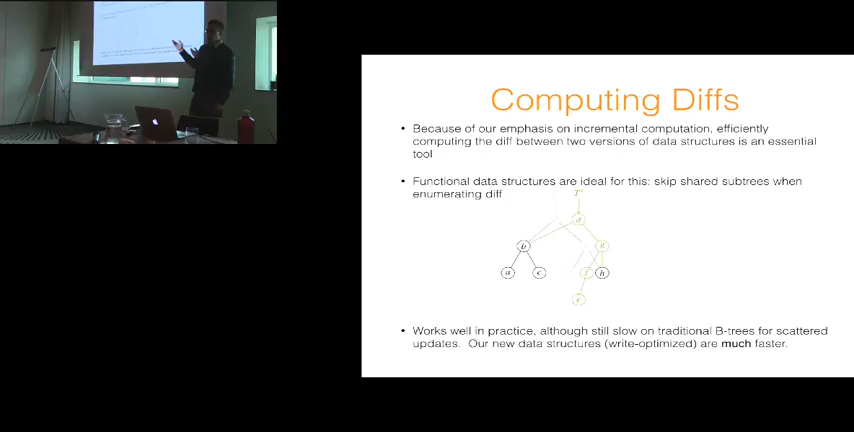 Computing Diffs
• Because of our emphasis on incremental computation, efficiently
computing the diff between two versions of data structures is an essential
tool
• Functional data structures are ideal for this: skip shared subtrees when
enumerating diff
T'
d
b
g
a
c
f
h
e
• Works well in practice, although still slow on traditional B-trees for scattered
updates. Our new data structures (write-optimized) are much faster.